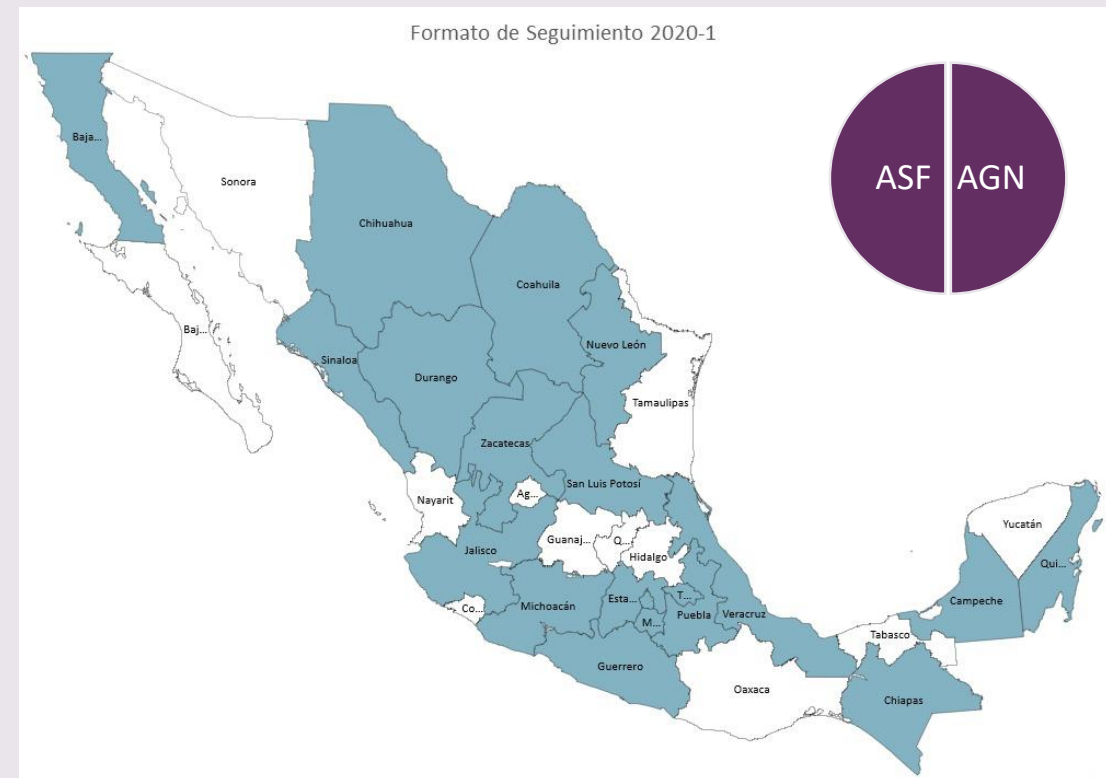 Formato de Seguimiento 2020-1
ASF AGN
Baja...
Sonora
Chihuahua
Coahuila
Baj...
Nuevo León
Sinaloa
Durango
Tamaulipas
Zacatecas
San Luis Potosí
Nayarit
Ag...
Yucatán
Guanaj...
Q...
Jalisco
Hidalgo
Qui...
Campeche
Co...
Michoacán
Esta...
T...
Puebla
Veracruz
M...
Tabasco
Guerrero
Oaxaca
Chiapas